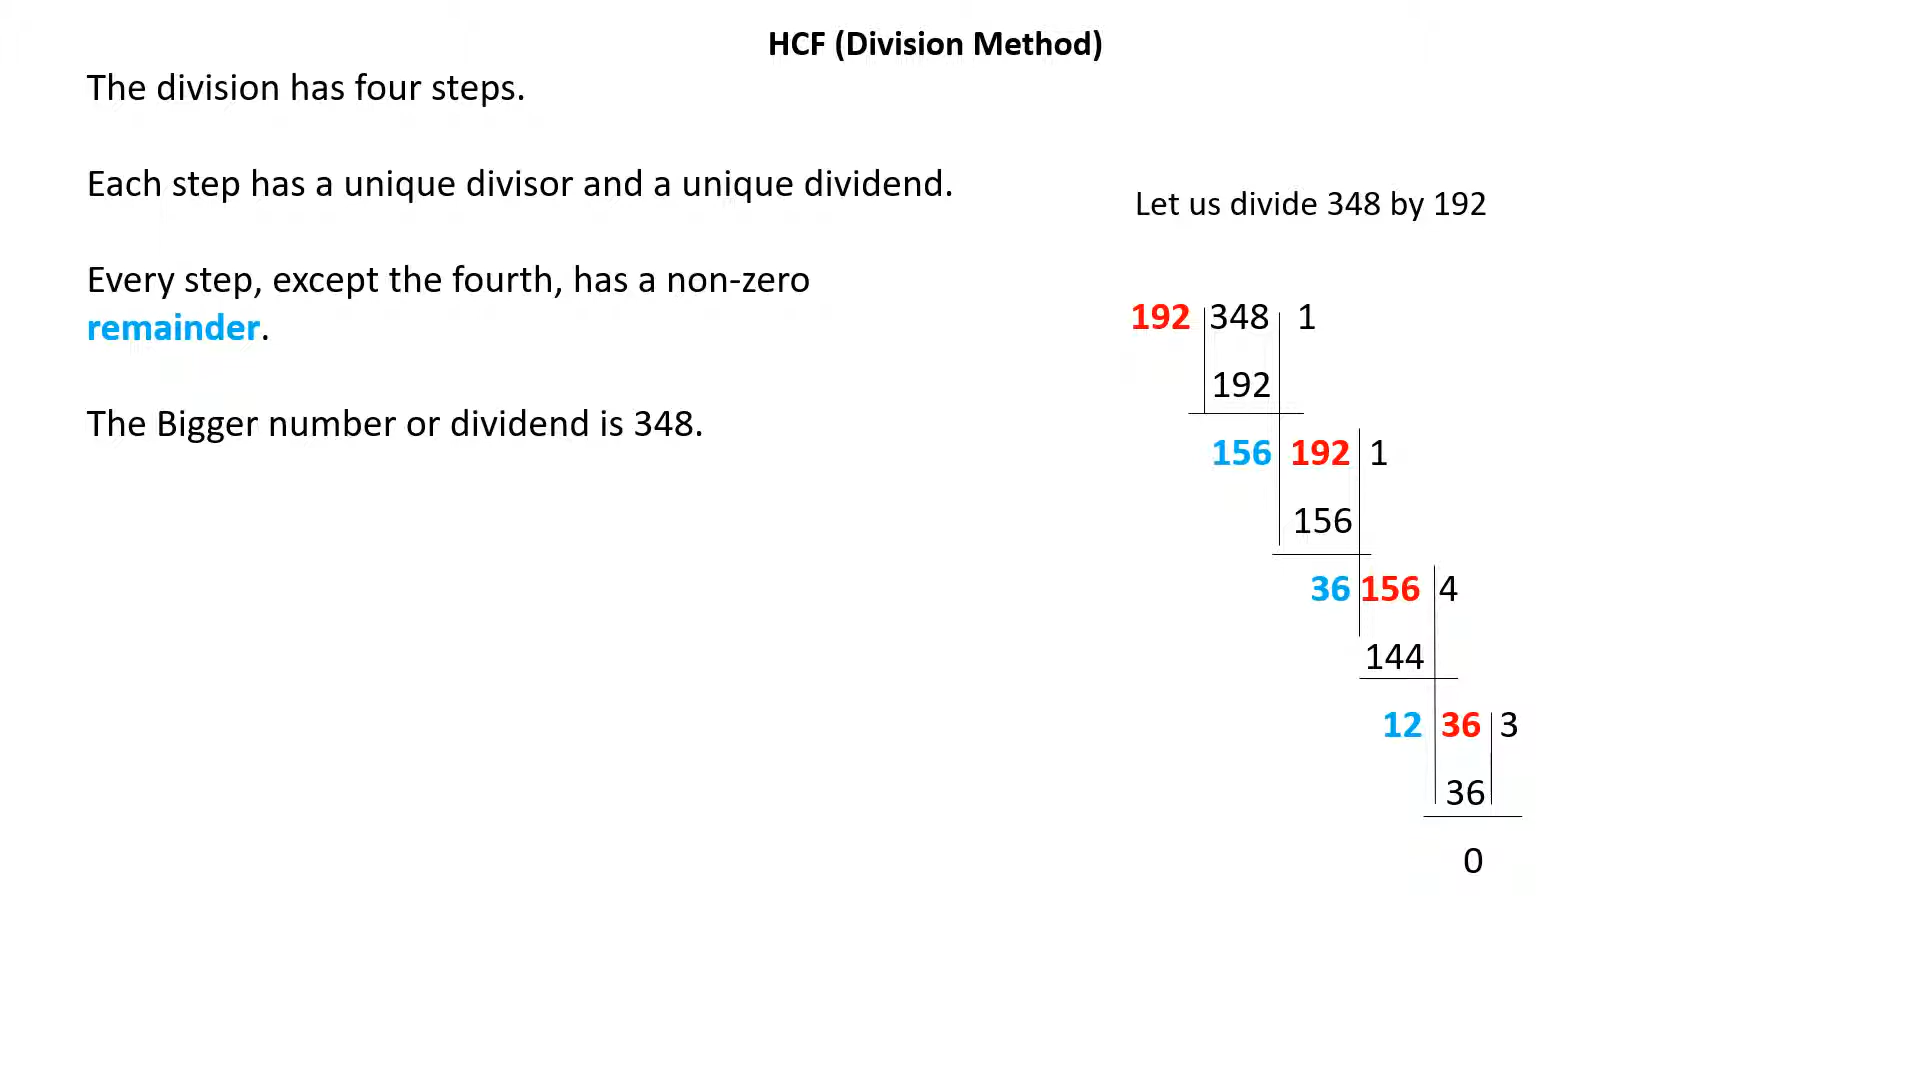 HCF (Division Method)
The division has four steps.
Each step has a unique divisor and a unique dividend.
Every step, except the fourth, has a non-zero
remainder.
The Bigger number or dividend is 348.
Let us divide 348 by 192
192 348 1
192
156 192 1
156
36 156 4
144
12 36 3
36
0